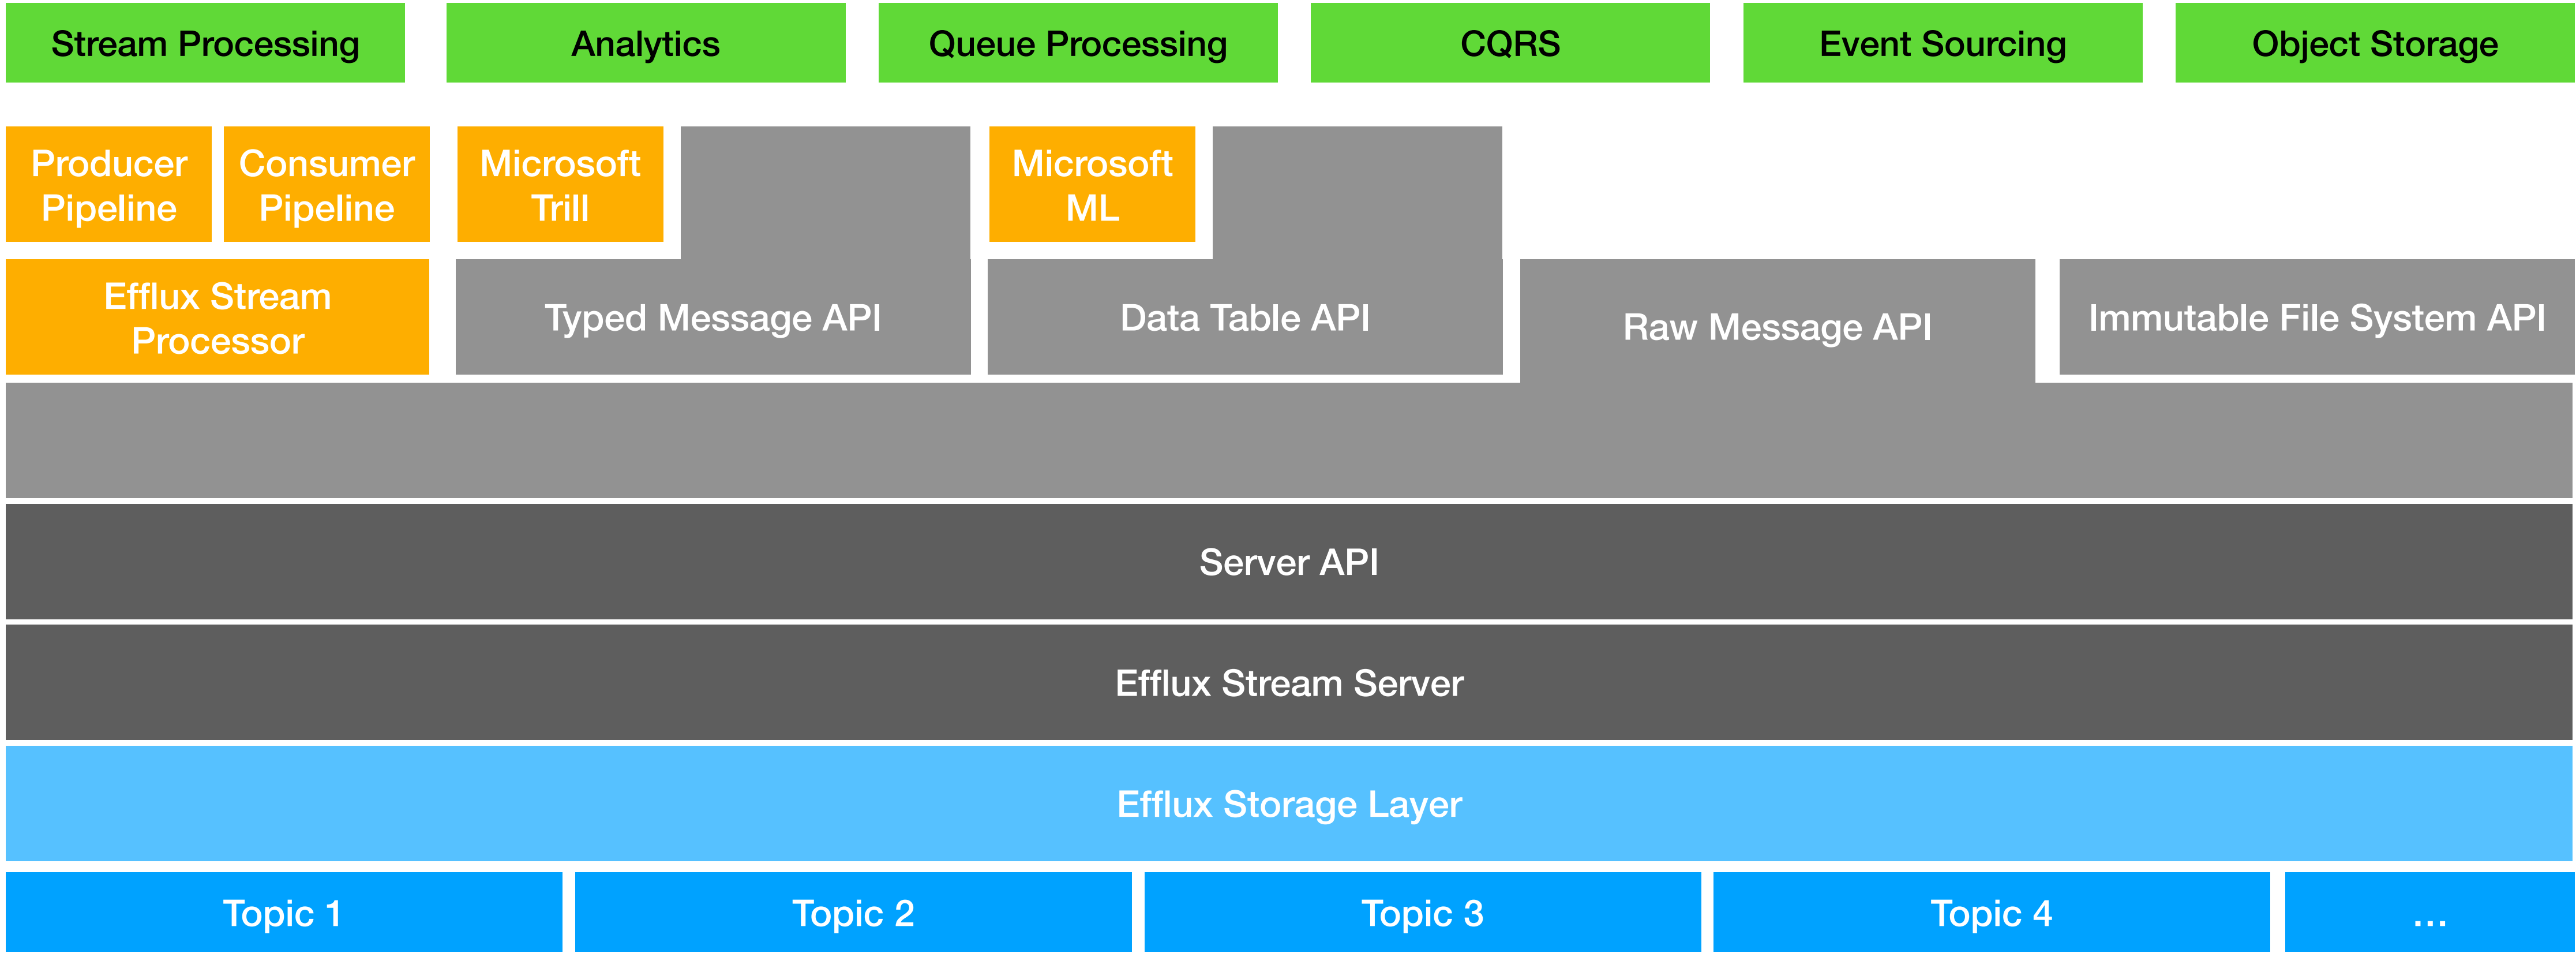 Stream Processing
Analytics
Queue Processing
CQRS
Event Sourcing
Object Storage
Producer
Pipeline
Consumer
Pipeline
Microsoft
Trill
Microsoft
ML
Efflux Stream
Processor
Typed Message API
Data Table API
Raw Message API
Immutable File System API
Server API
Efflux Stream Server
Efflux Storage Layer
Topic 1
Topic 2
Topic 3
Topic 4
...